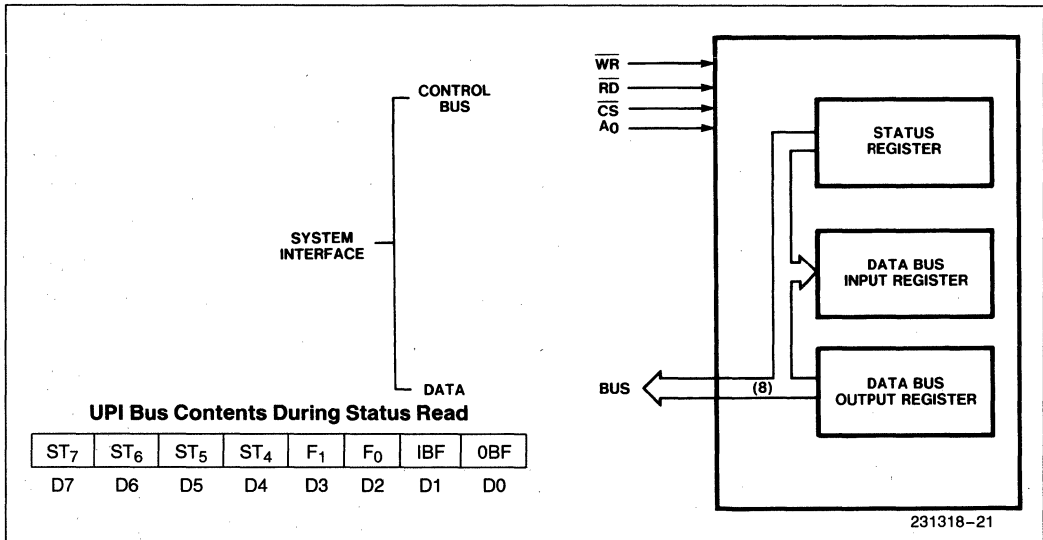 CONTROL
BUS
SYSTEM
INTERFACE
DATA
UPI Bus Contents During Status Read
ST7 ST6 ST5 ST4 F1 F0 IBF 0BF
D7 D6 D5 D4 D3 D2 D1 D0
WR
RD
CS
A0
BUS
(8)
STATUS
REGISTER
DATA BUS
INPUT REGISTER
DATA BUS
OUTPUT REGISTER
231318–21